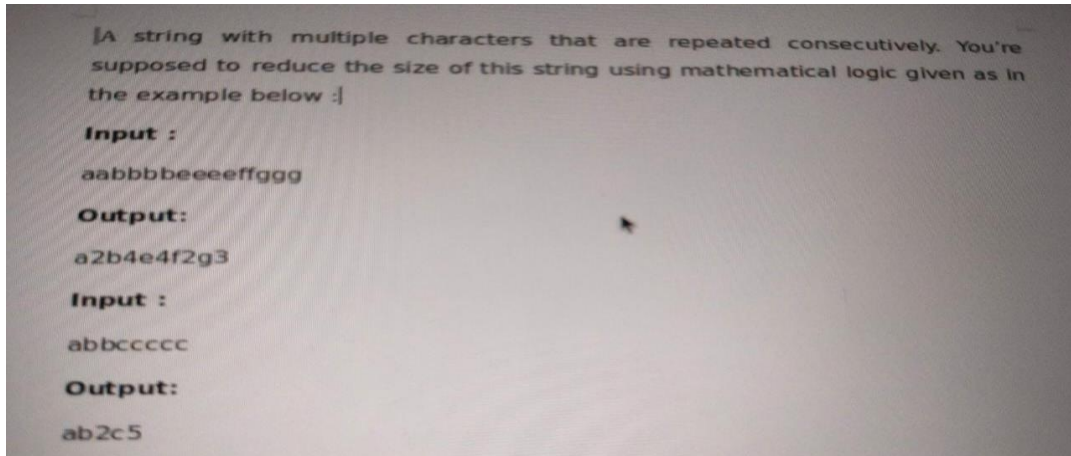 A string with multiple characters that are repeated consecutively. You're
supposed to reduce the size of this string using mathematical logic given as in
the example below :
Input :
aabbbbeeeeffggg
Output:
a2b4e4f2g3
Input :
abbccccc
Output:
ab2c5